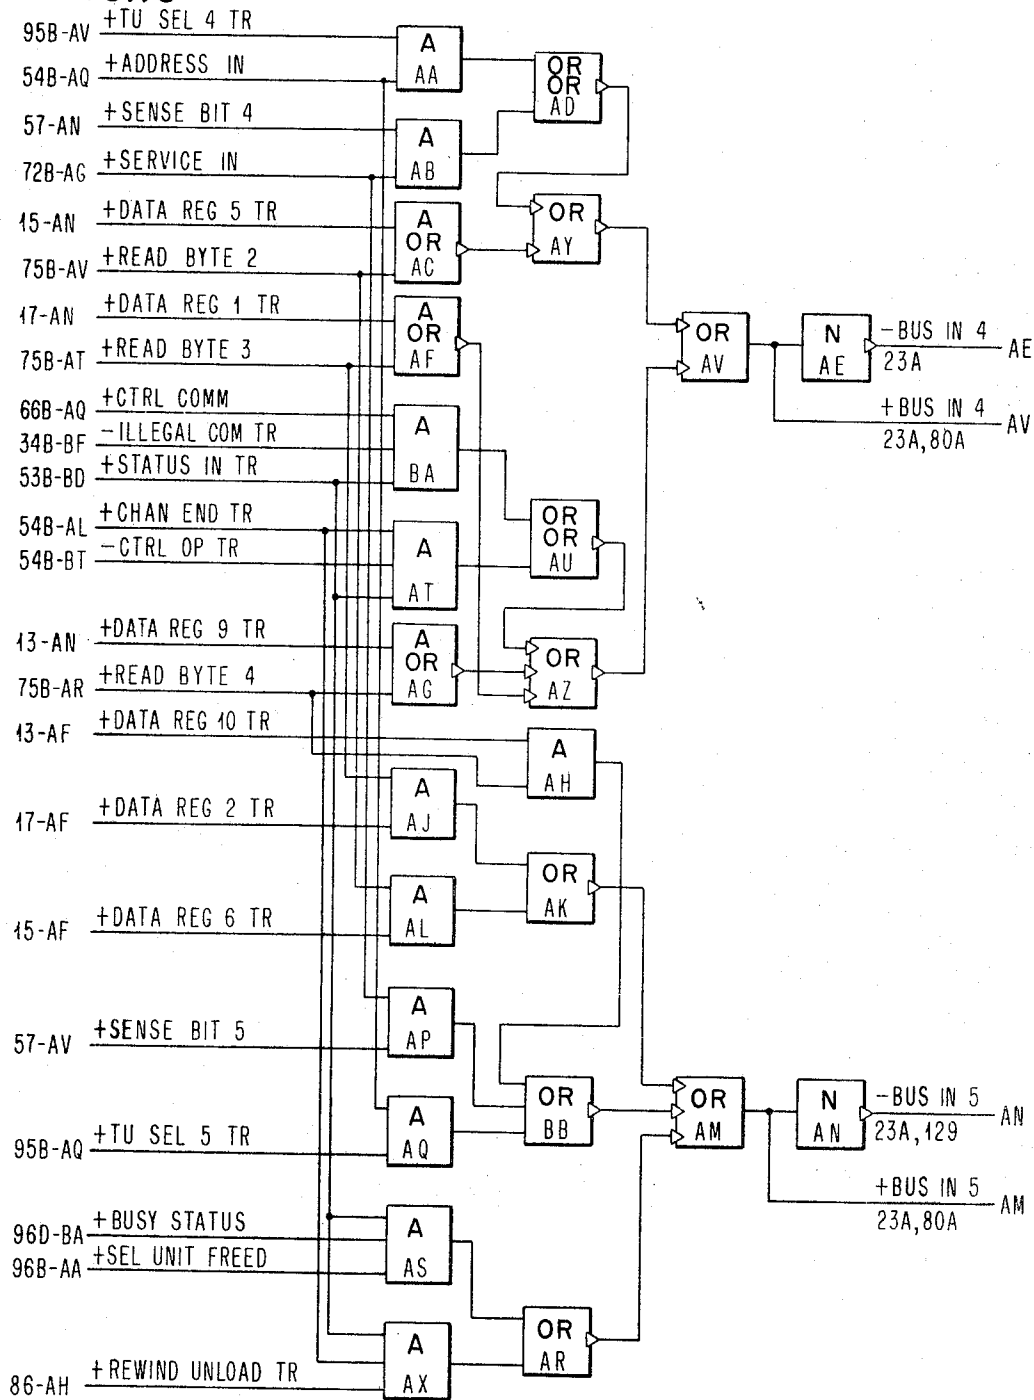 95B-AV +TU SEL 4 TR
54B-AQ +ADDRESS IN
A
AA
OR
OR
AD
57-AN +SENSE BIT 4
72B-AG +SERVICE IN
A
AB
15-AN +DATA REG 5 TR
75B-AV +READ BYTE 2
A
OR
AC
OR
AY
17-AN +DATA REG 1 TR
75B-AT +READ BYTE 3
A
OR
AF
OR
AV
N
AE
-BUS IN 4
23A
AE
+BUS IN 4
23A,80A
AV
66B-AQ +CTRL COMM
34B-BF -ILLEGAL COM TR
53B-BD +STATUS IN TR
A
BA
54B-AL +CHAN END TR
54B-BT -CTRL OP TR
A
AT
OR
OR
AU
13-AN +DATA REG 9 TR
75B-AR +READ BYTE 4
A
OR
AG
OR
AZ
13-AF +DATA REG 10 TR
A
AH
17-AF +DATA REG 2 TR
A
AJ
OR
AK
15-AF +DATA REG 6 TR
A
AL
57-AV +SENSE BIT 5
A
AP
OR
BB
OR
AM
N
AN
-BUS IN 5
23A,129
AN
+BUS IN 5
23A,80A
AM
95B-AQ +TU SEL 5 TR
A
AQ
96D-BA +BUSY STATUS
96B-AA +SEL UNIT FREED
A
AS
OR
AR
86-AH +REWIND UNLOAD TR
A
AX